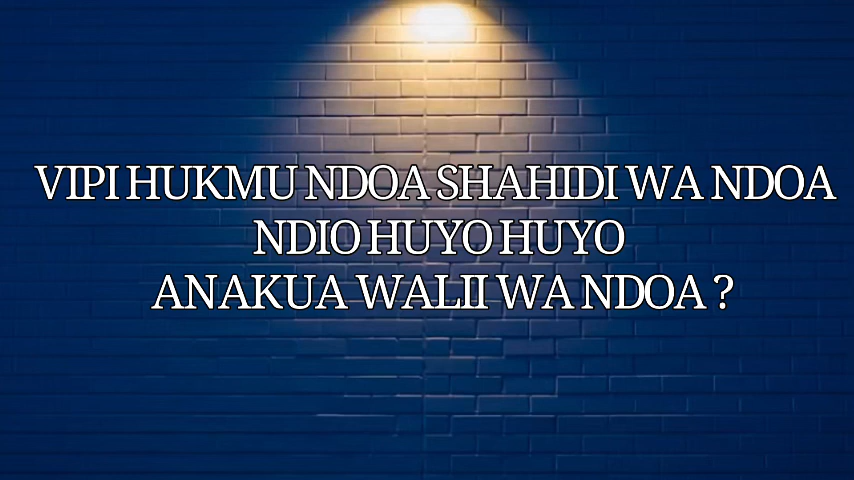 VIPI HUKMU NDOA SHAHIDI WA NDOA
NDIO HUYO HUYO
ANAKUA WALII WA NDOA ?